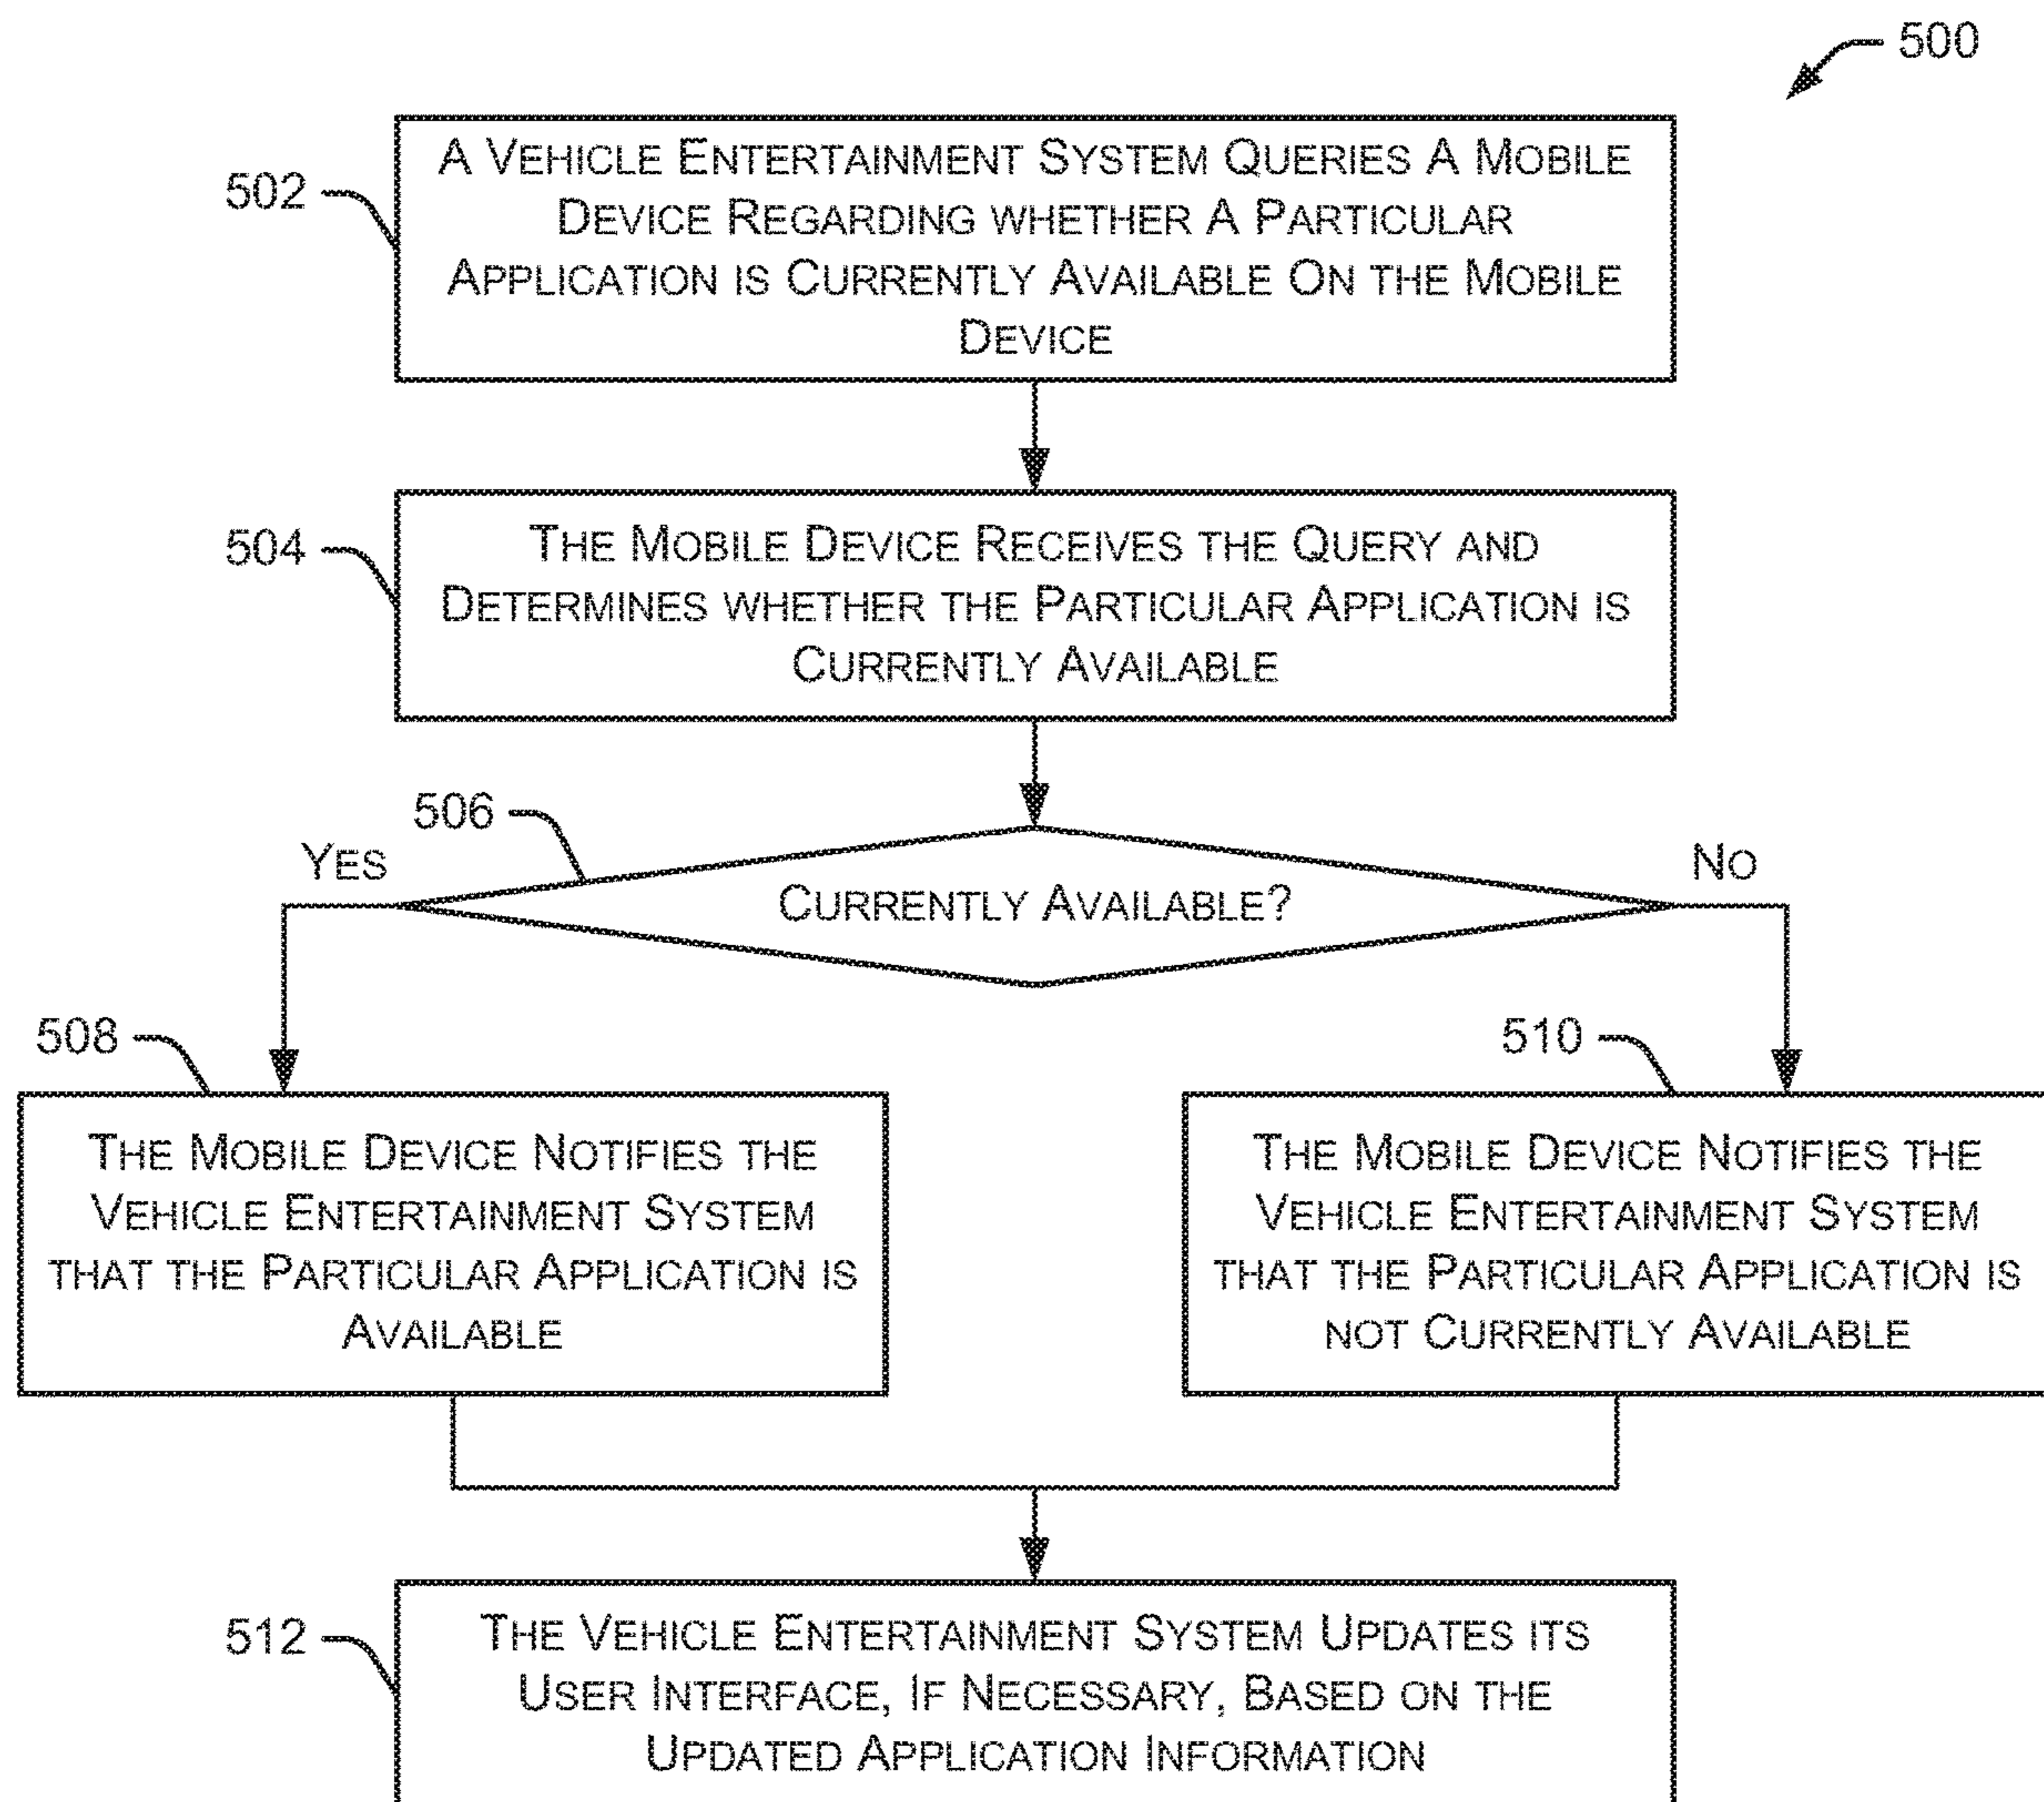 500
502
A VEHICLE ENTERTAINMENT SYSTEM QUERIES A MOBILE
DEVICE REGARDING WHETHER A PARTICULAR
APPLICATION IS CURRENTLY AVAILABLE ON THE MOBILE
DEVICE
504
THE MOBILE DEVICE RECEIVES THE QUERY AND
DETERMINES WHETHER THE PARTICULAR APPLICATION IS
CURRENTLY AVAILABLE
506
YES
CURRENTLY AVAILABLE?
NO
508
THE MOBILE DEVICE NOTIFIES THE
VEHICLE ENTERTAINMENT SYSTEM
THAT THE PARTICULAR APPLICATION IS
AVAILABLE
510
THE MOBILE DEVICE NOTIFIES THE
VEHICLE ENTERTAINMENT SYSTEM
THAT THE PARTICULAR APPLICATION IS
NOT CURRENTLY AVAILABLE
512
THE VEHICLE ENTERTAINMENT SYSTEM UPDATES ITS
USER INTERFACE, IF NECESSARY, BASED ON THE
UPDATED APPLICATION INFORMATION